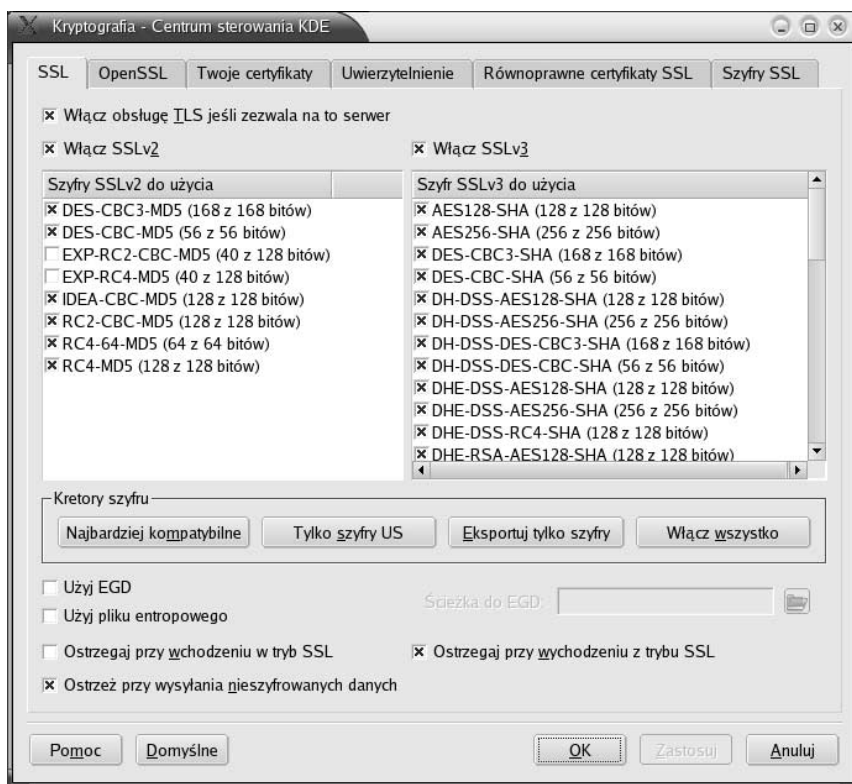 Kryptografia - Centrum sterowania KDE
SSL
OpenSSL
Twoje certyfikaty
Uwierzytelnienie
Równoprawne certyfikaty SSL
Szyfry SSL
Włącz obsługę TLS jeśli zezwala na to serwer
Włącz SSLv2
Szyfry SSLv2 do użycia
DES-CBC3-MD5 (168 z 168 bitów)
DES-CBC-MD5 (56 z 56 bitów)
EXP-RC2-CBC-MD5 (40 z 128 bitów)
EXP-RC4-MD5 (40 z 128 bitów)
IDEA-CBC-MD5 (128 z 128 bitów)
RC2-CBC-MD5 (128 z 128 bitów)
RC4-64-MD5 (64 z 64 bitów)
RC4-MD5 (128 z 128 bitów)
Włącz SSLv3
Szyfr SSLv3 do użycia
AES128-SHA (128 z 128 bitów)
AES256-SHA (256 z 256 bitów)
DES-CBC3-SHA (168 z 168 bitów)
DES-CBC-SHA (56 z 56 bitów)
DH-DSS-AES128-SHA (128 z 128 bitów)
DH-DSS-AES256-SHA (256 z 256 bitów)
DH-DSS-DES-CBC3-SHA (168 z 168 bitów)
DH-DSS-DES-CBC-SHA (56 z 56 bitów)
DHE-DSS-AES128-SHA (128 z 128 bitów)
DHE-DSS-AES256-SHA (256 z 256 bitów)
DHE-DSS-RC4-SHA (128 z 128 bitów)
DHE-RSA-AES128-SHA (128 z 128 bitów)
Kretory szyfru
Najbardziej kompatybilne
Tylko szyfry US
Eksportuj tylko szyfry
Włącz wszystko
Użyj EGD
Użyj pliku entropowego
Ścieżka do EGD:
Ostrzegaj przy wchodzeniu w tryb SSL
Ostrzegaj przy wychodzeniu z trybu SSL
Ostrzeż przy wysyłania nieszyfrowanych danych
Pomoc
Domyślne
OK
Zastosuj
Anuluj